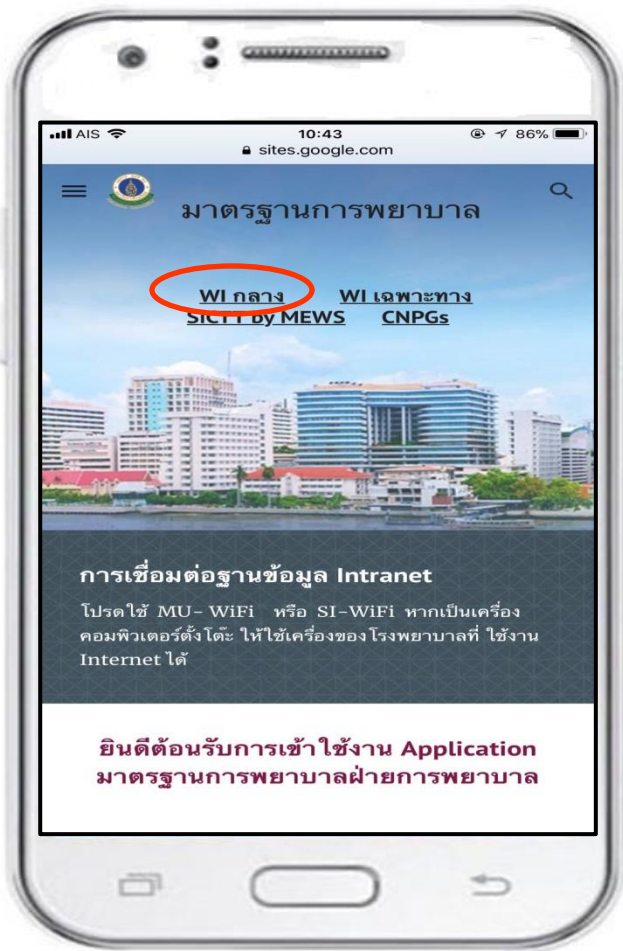 AIS 10:43 86%
sites.google.com
มาตรฐานการพยาบาล
WI กลาง WI เฉพาะทาง
SiCTT by MEWS CNPGs
การเชื่อมต่อฐานข้อมูล Intranet
โปรดใช้ MU- WiFi หรือ SI-WiFi หากเป็นเครื่อง
คอมพิวเตอร์ตั้งโต๊ะ ให้ใช้เครื่องของโรงพยาบาลที่ ใช้งาน
Internet ได้
ยินดีต้อนรับการเข้าใช้งาน Application
มาตรฐานการพยาบาลฝ่ายการพยาบาล